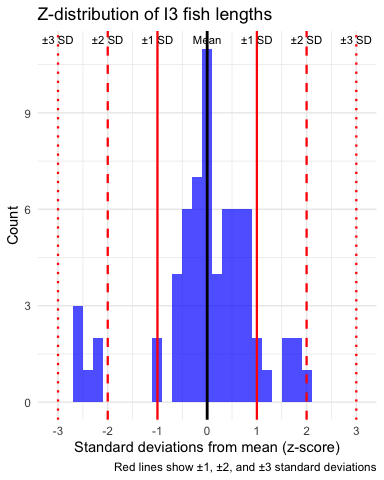 Z-distribution of I3 fish lengths
±3 SD ±2 SD ±1 SD Mean ±1 SD ±2 SD ±3 SD
9
6
3
0
Count
-3 -2 -1 0 1 2 3
Standard deviations from mean (z-score)
Red lines show ±1, ±2, and ±3 standard deviations